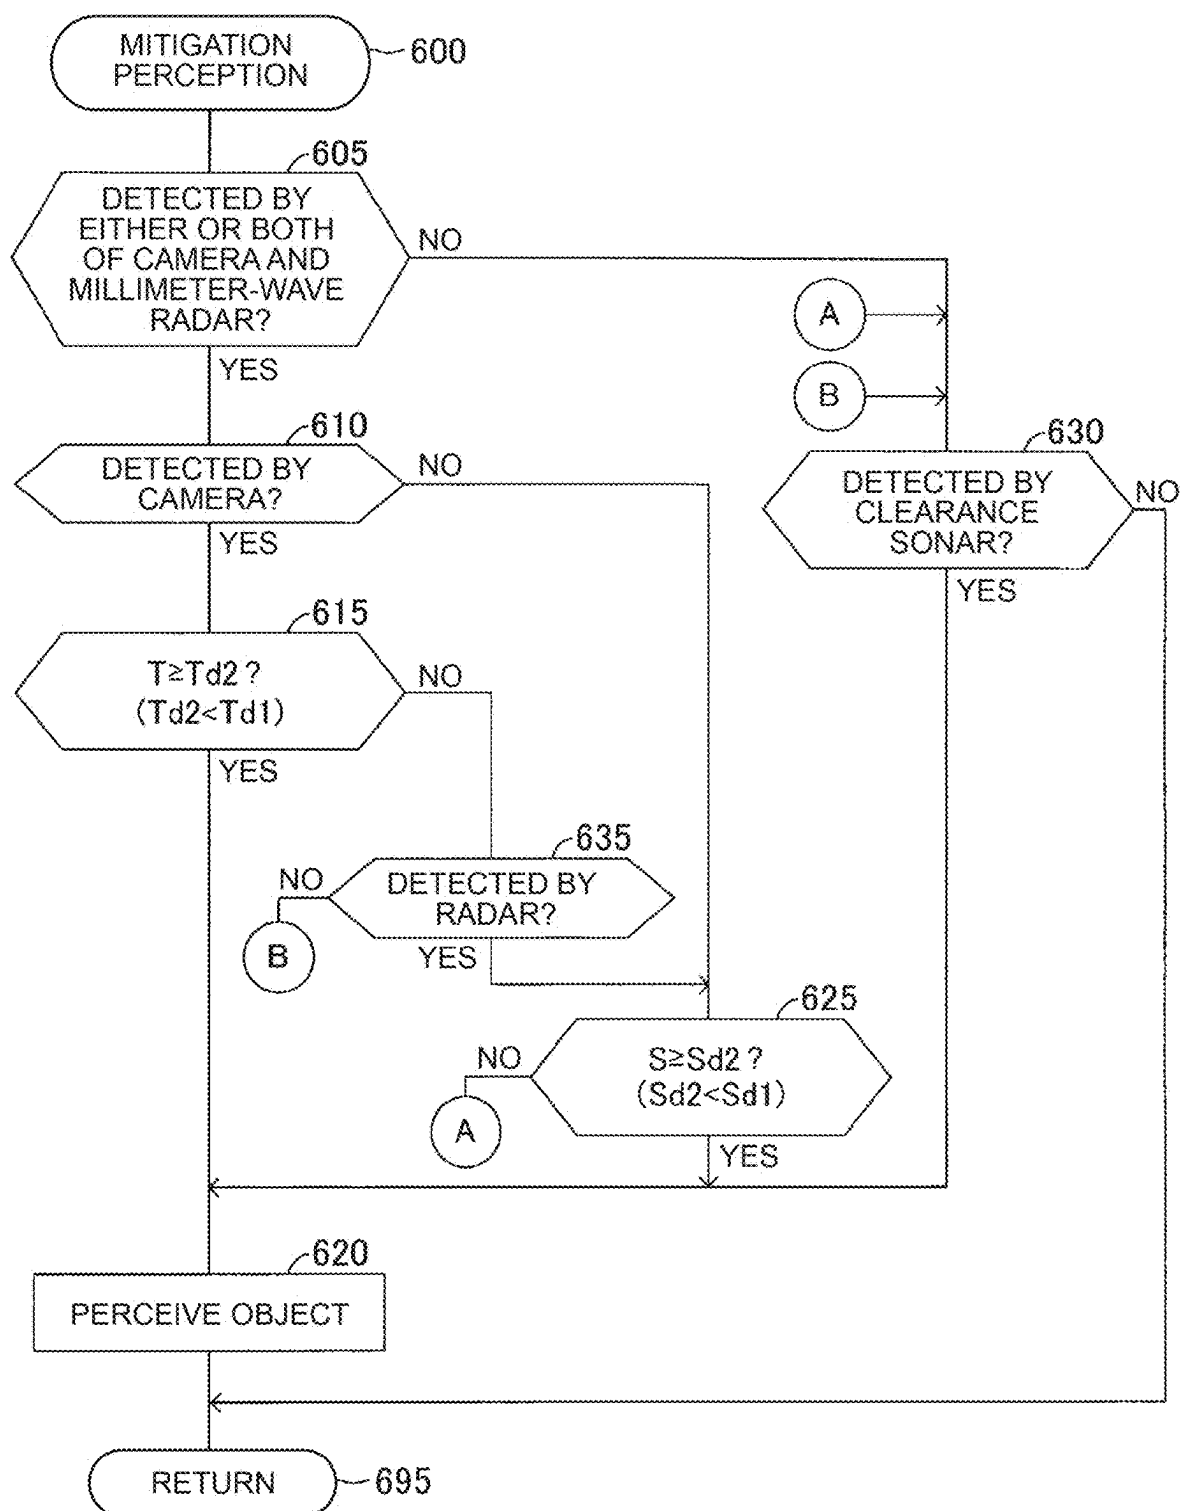 MITIGATION
PERCEPTION
600
605
DETECTED BY
EITHER OR BOTH
OF CAMERA AND
MILLIMETER-WAVE
RADAR?
NO
YES
A
B
610
DETECTED BY
CAMERA?
NO
YES
630
DETECTED BY
CLEARANCE
SONAR?
NO
YES
615
T≥Td2?
(Td2<Td1)
NO
YES
635
DETECTED BY
RADAR?
NO
YES
B
625
S≥Sd2?
(Sd2<Sd1)
NO
YES
A
620
PERCEIVE OBJECT
RETURN
695